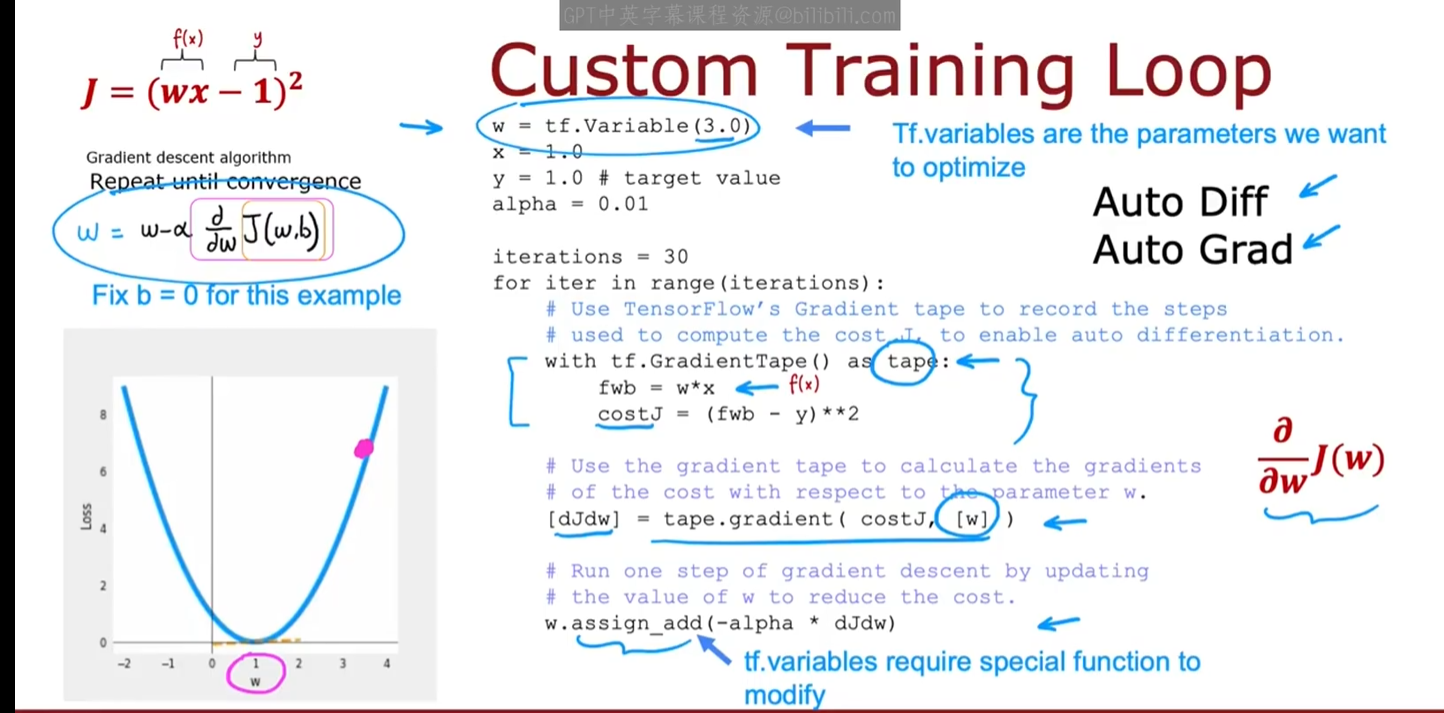 GPT中英字幕课程资源@bilibili.com
Custom Training Loop
f(x) y
J = (wx − 1)²
Gradient descent algorithm
Repeat until convergence
w = w-α ∂/∂w J(w,b)
Fix b = 0 for this example
8
6
4
2
0
Loss
-2 -1 0 1 2 3 4
w
w = tf.Variable(3.0)
x = 1.0
y = 1.0 # target value
alpha = 0.01
Tf.variables are the parameters we want
to optimize
Auto Diff
Auto Grad
iterations = 30
for iter in range(iterations):
# Use TensorFlow’s Gradient tape to record the steps
# used to compute the cost J, to enable auto differentiation.
with tf.GradientTape() as tape:
fwb = w*x f(x)
costJ = (fwb - y)**2
# Use the gradient tape to calculate the gradients
# of the cost with respect to the parameter w.
[dJdw] = tape.gradient( costJ, [w] )
∂/∂w J(w)
# Run one step of gradient descent by updating
# the value of w to reduce the cost.
w.assign_add(-alpha * dJdw)
tf.variables require special function to
modify